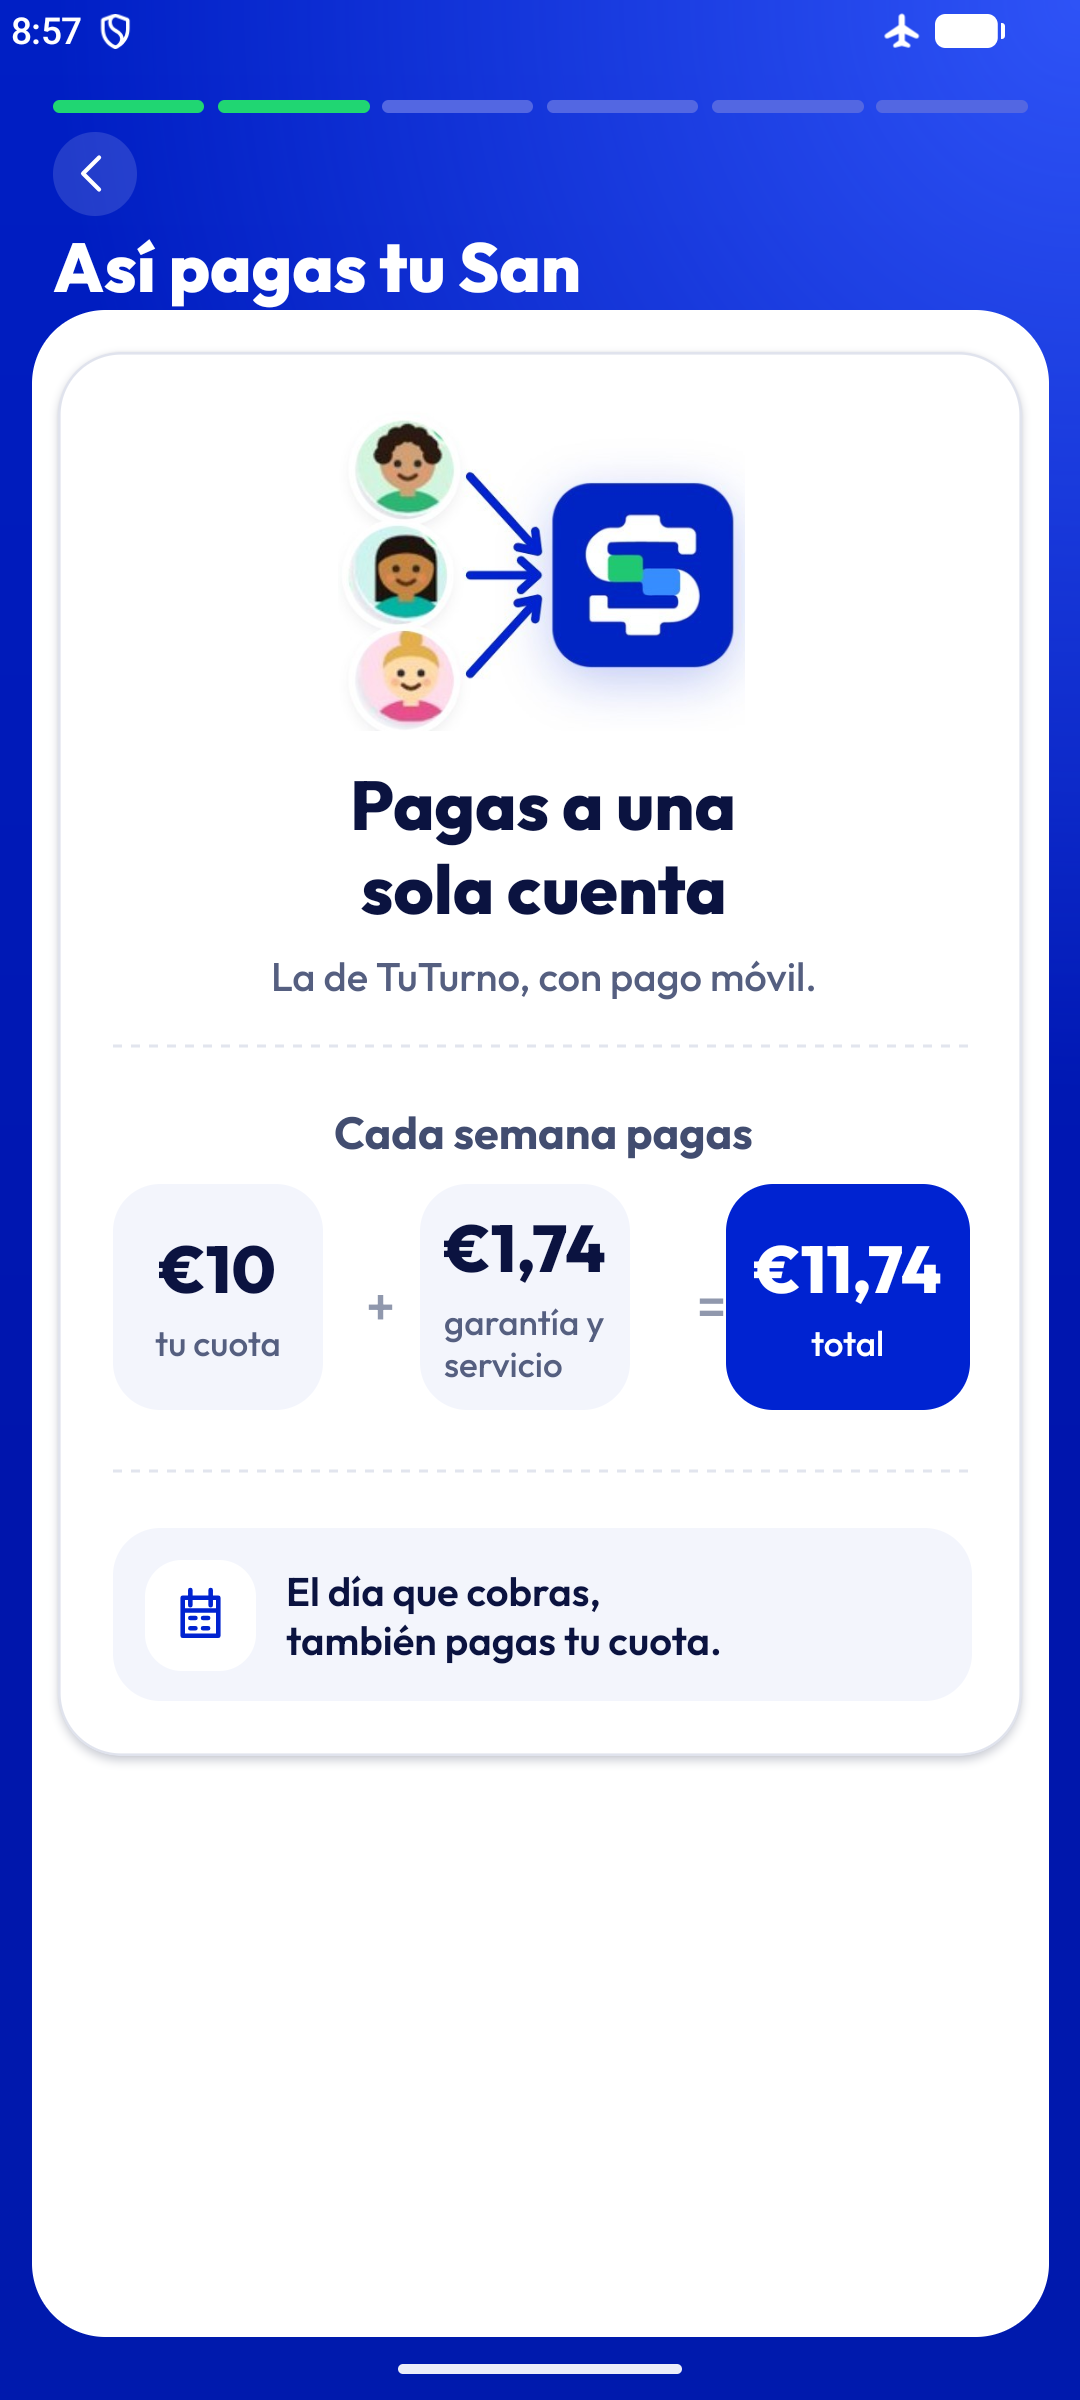 8:57
Así pagas tu San
Pagas a una
sola cuenta
La de TuTurno, con pago móvil.
Cada semana pagas
€10
tu cuota
+
€1,74
garantía y
servicio
=
€11,74
total
El día que cobras,
también pagas tu cuota.